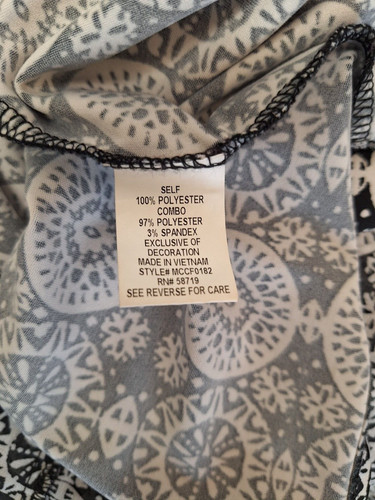 SELF
100% POLYESTER
COMBO
97% POLYESTER
3% SPANDEX
EXCLUSIVE OF
DECORATION
MADE IN VIETNAM
STYLE# MCCF0182
RN# 58719
SEE REVERSE FOR CARE